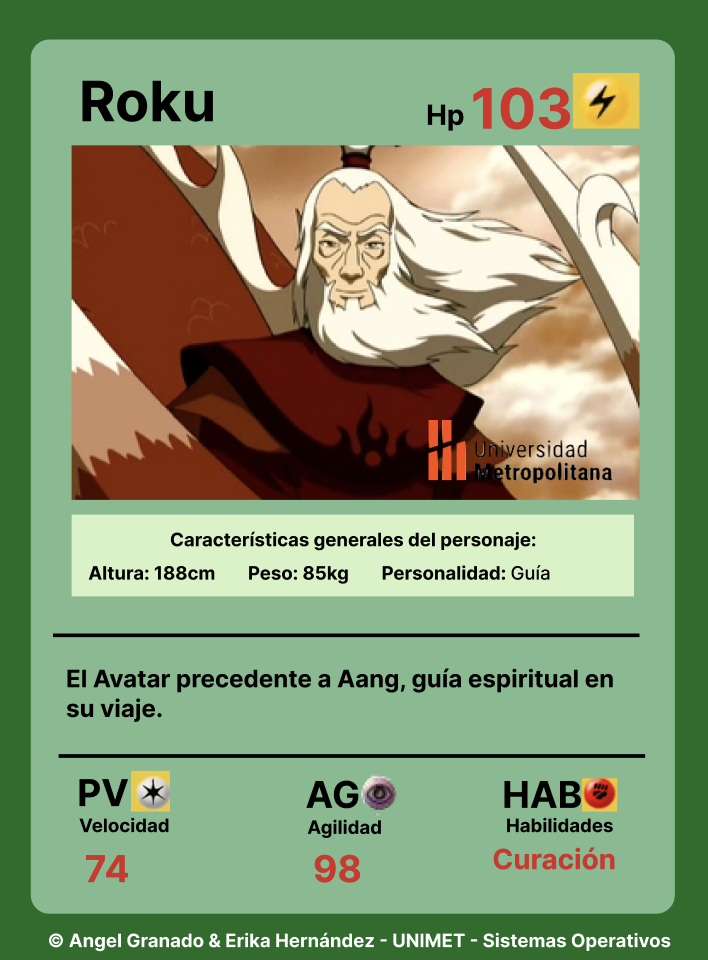 Roku
Hp 103
Universidad
Metropolitana
Características generales del personaje:
Altura: 188cm Peso: 85kg Personalidad: Guía
El Avatar precedente a Aang, guía espiritual en
su viaje.
PV AG HAB
Velocidad Agilidad Habilidades
74 98 Curación
© Angel Granado & Erika Hernández - UNIMET - Sistemas Operativos